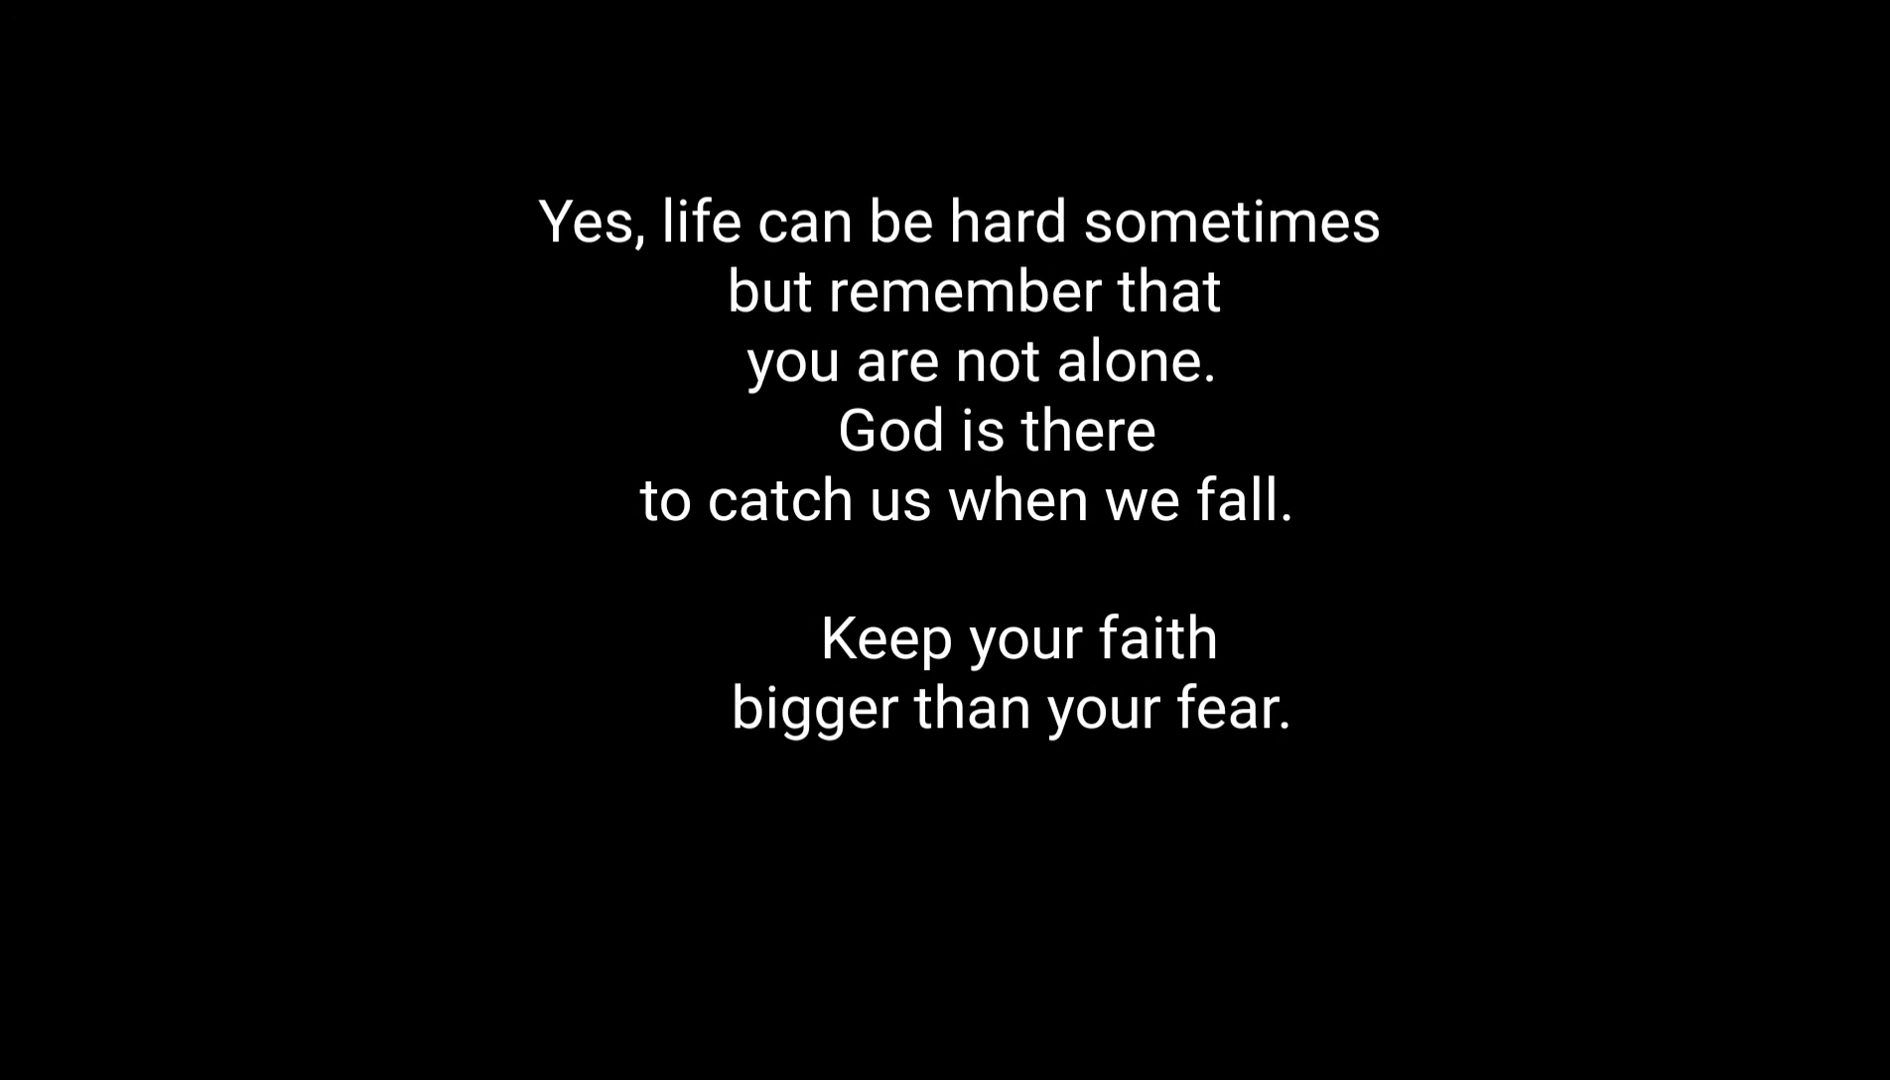 Yes, life can be hard sometimes
but remember that
you are not alone.
God is there
to catch us when we fall.
Keep your faith
bigger than your fear.